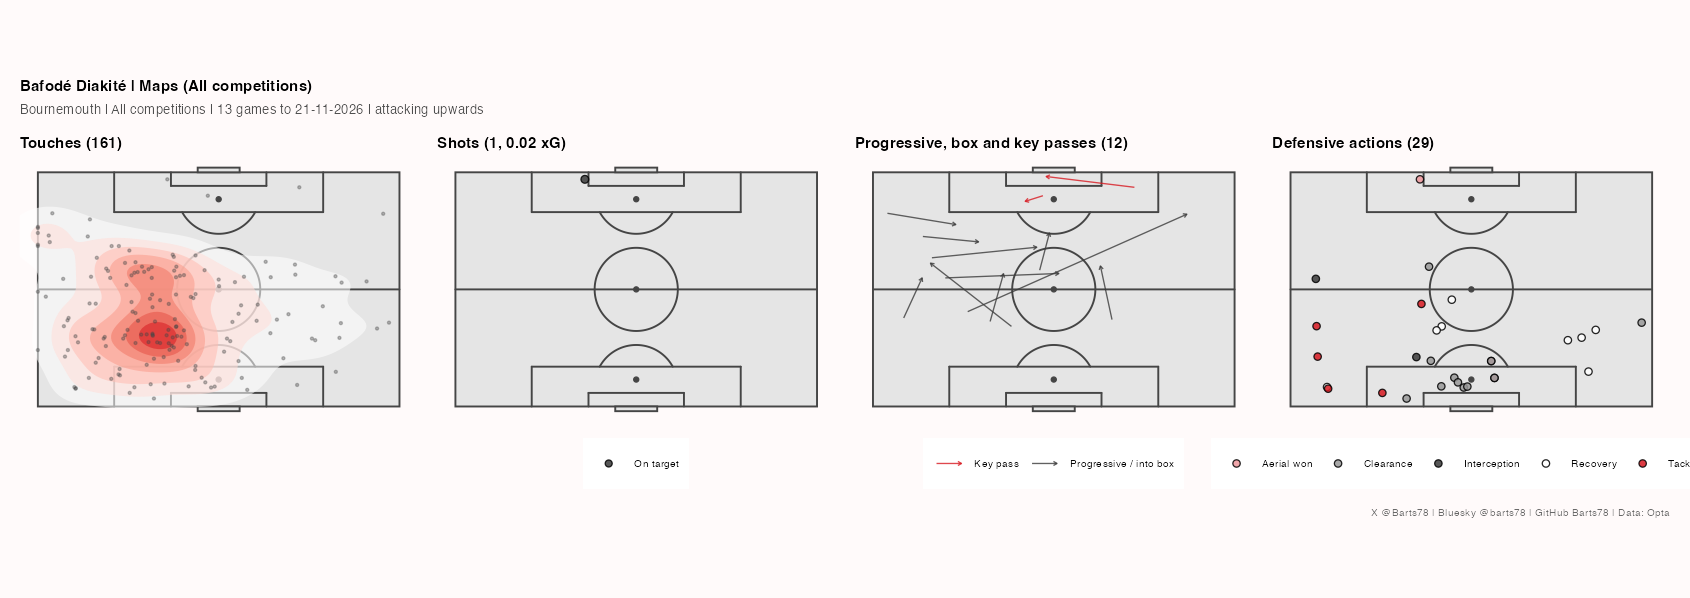 Bafodé Diakité | Maps (All competitions)
Bournemouth | All competitions | 13 games to 21-11-2026 | attacking upwards
Touches (161)
Shots (1, 0.02 xG)
Progressive, box and key passes (12)
Defensive actions (29)
On target
Key pass
Progressive / into box
Aerial won
Clearance
Interception
Recovery
Tack
X @Barts78 | Bluesky @barts78 | GitHub Barts78 | Data: Opta